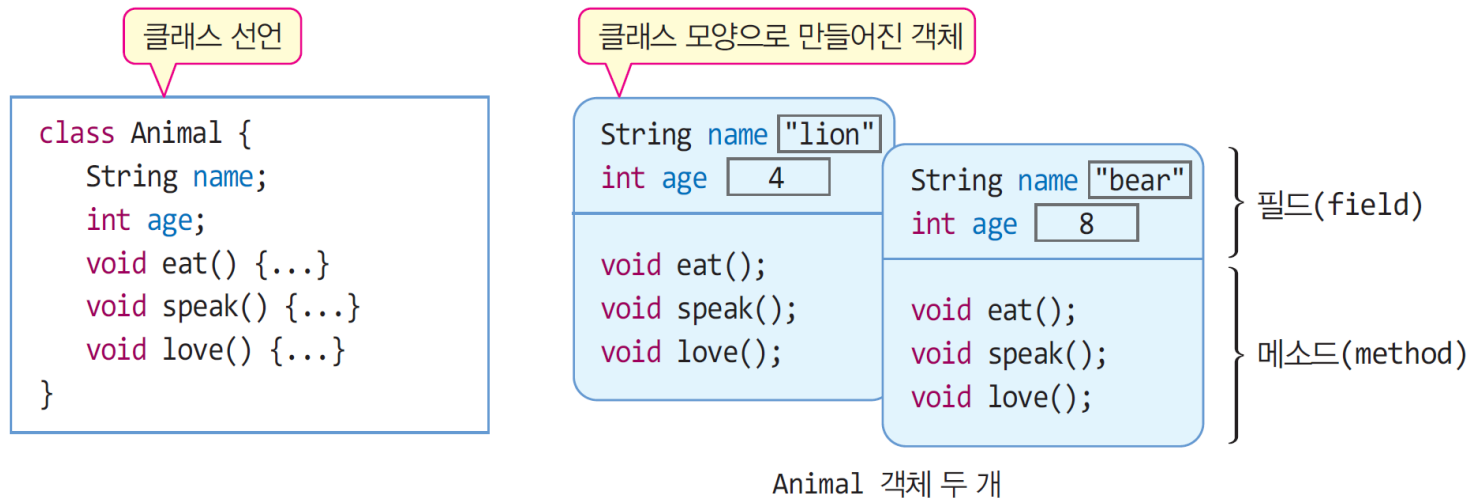 클래스 선언
class Animal {
String name;
int age;
void eat() {...}
void speak() {...}
void love() {...}
}
클래스 모양으로 만들어진 객체
String name "lion"
int age 4
void eat();
void speak();
void love();
String name "bear"
int age 8
void eat();
void speak();
void love();
필드(field)
메소드(method)
Animal 객체 두 개